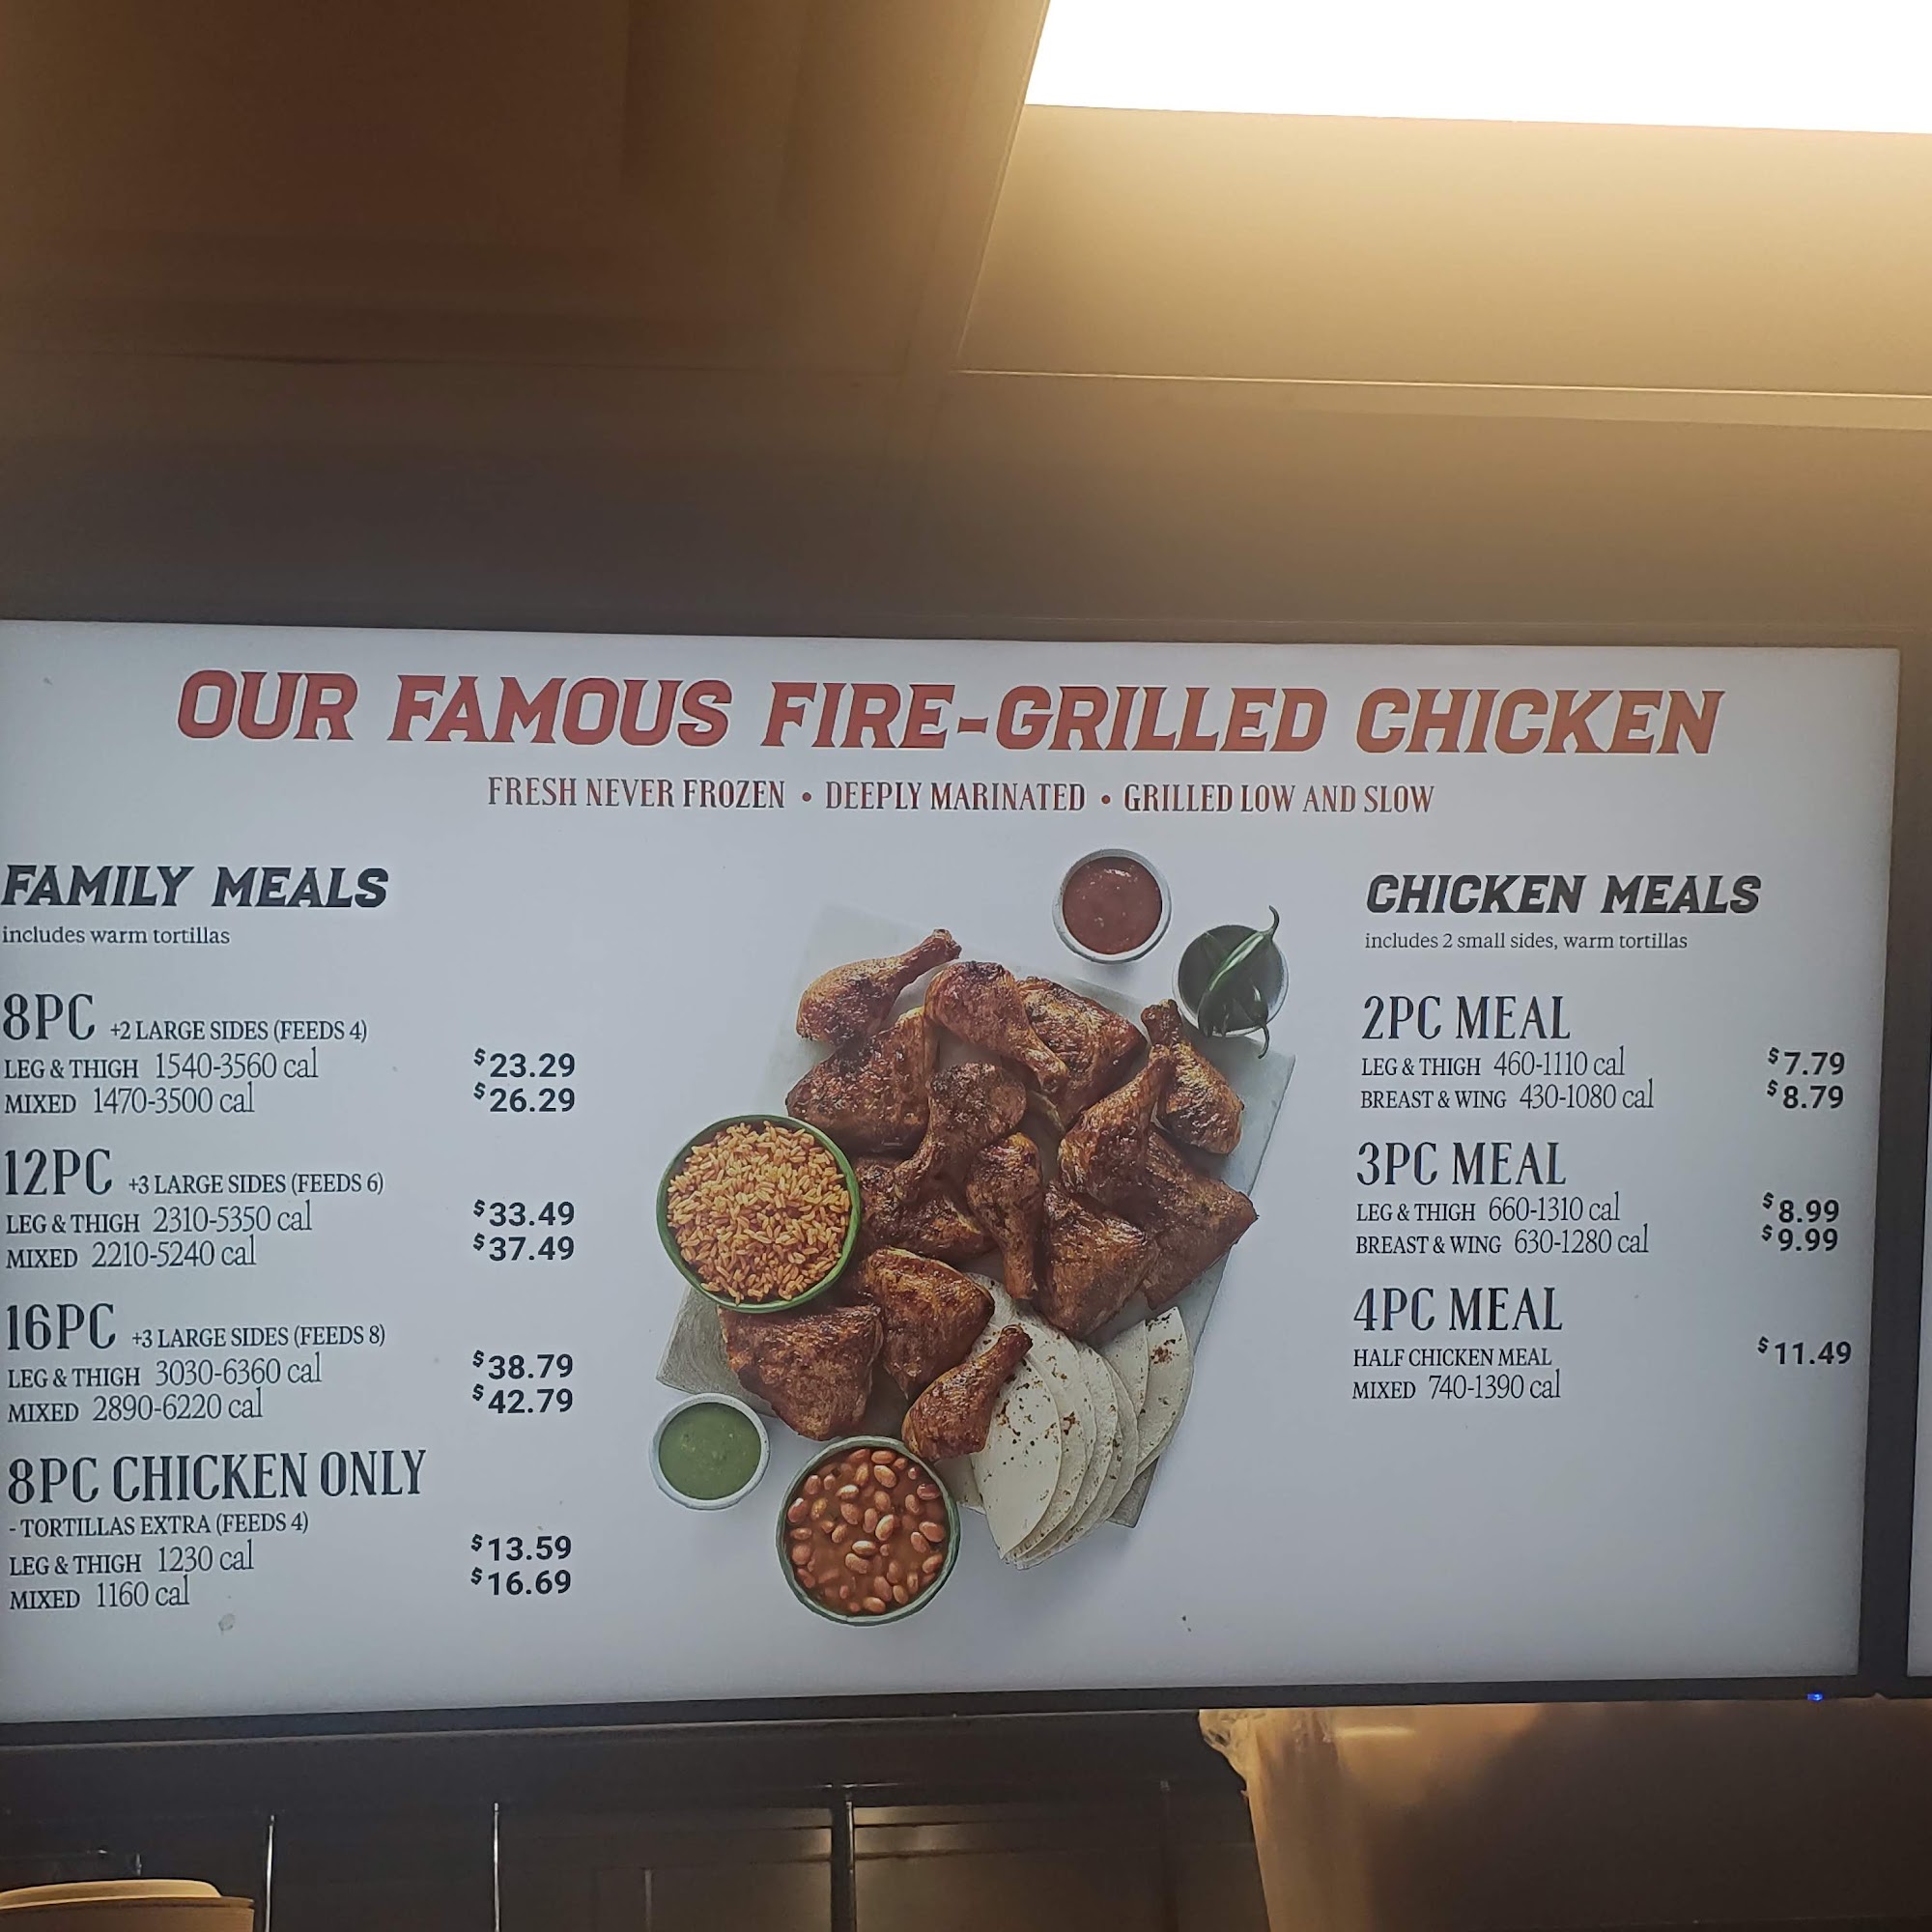 OUR FAMOUS FIRE-GRILLED CHICKEN
FRESH NEVER FROZEN • DEEPLY MARINATED • GRILLED LOW AND SLOW
FAMILY MEALS
includes warm tortillas
8PC +2 LARGE SIDES (FEEDS 4)
LEG & THIGH 1540-3560 cal $23.29
MIXED 1470-3500 cal $26.29
12PC +3 LARGE SIDES (FEEDS 6)
LEG & THIGH 2310-5350 cal $33.49
MIXED 2210-5240 cal $37.49
16PC +3 LARGE SIDES (FEEDS 8)
LEG & THIGH 3030-6360 cal $38.79
MIXED 2890-6220 cal $42.79
8PC CHICKEN ONLY
- TORTILLAS EXTRA (FEEDS 4)
LEG & THIGH 1230 cal $13.59
MIXED 1160 cal $16.69
CHICKEN MEALS
includes 2 small sides, warm tortillas
2PC MEAL
LEG & THIGH 460-1110 cal $7.79
BREAST & WING 430-1080 cal $8.79
3PC MEAL
LEG & THIGH 660-1310 cal $8.99
BREAST & WING 630-1280 cal $9.99
4PC MEAL
HALF CHICKEN MEAL $11.49
MIXED 740-1390 cal